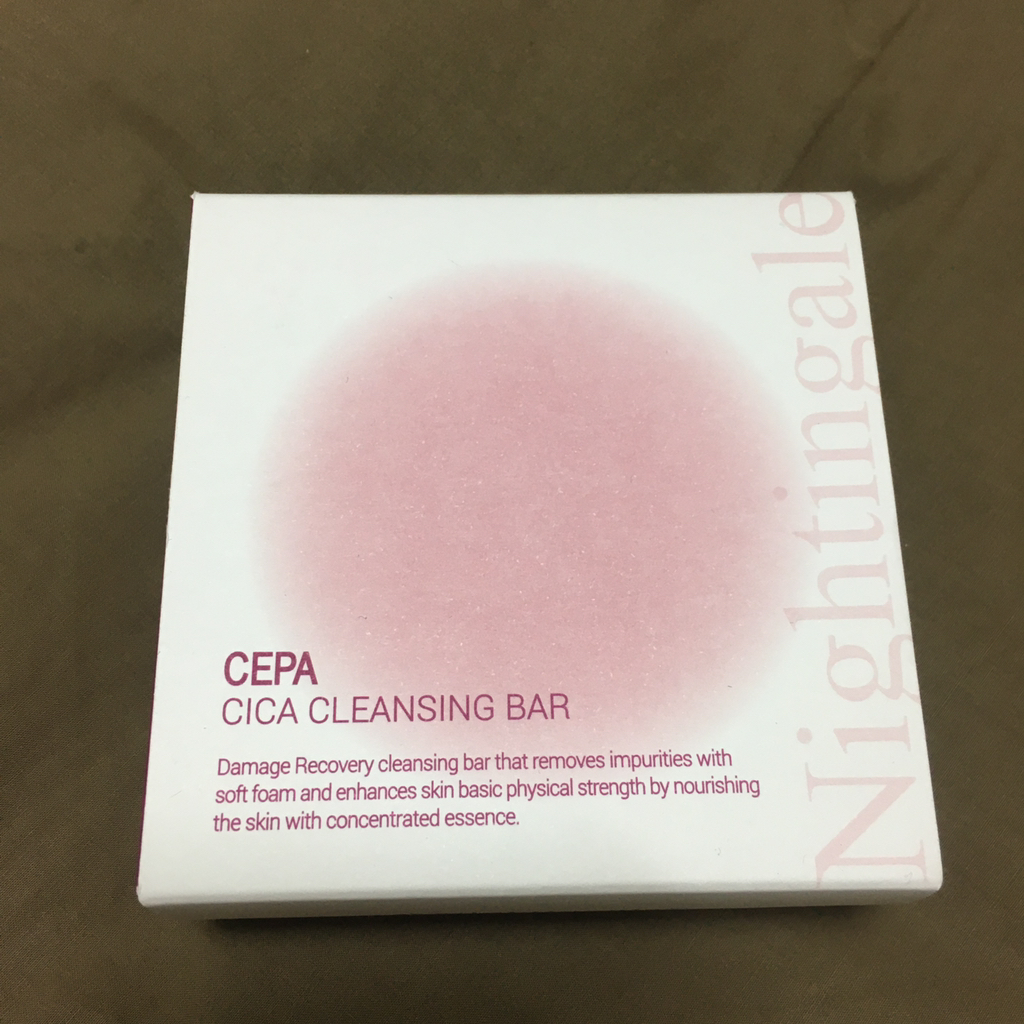 Nightingale
CEPA
CICA CLEANSING BAR
Damage Recovery cleansing bar that removes impurities with
soft foam and enhances skin basic physical strength by nourishing
the skin with concentrated essence.